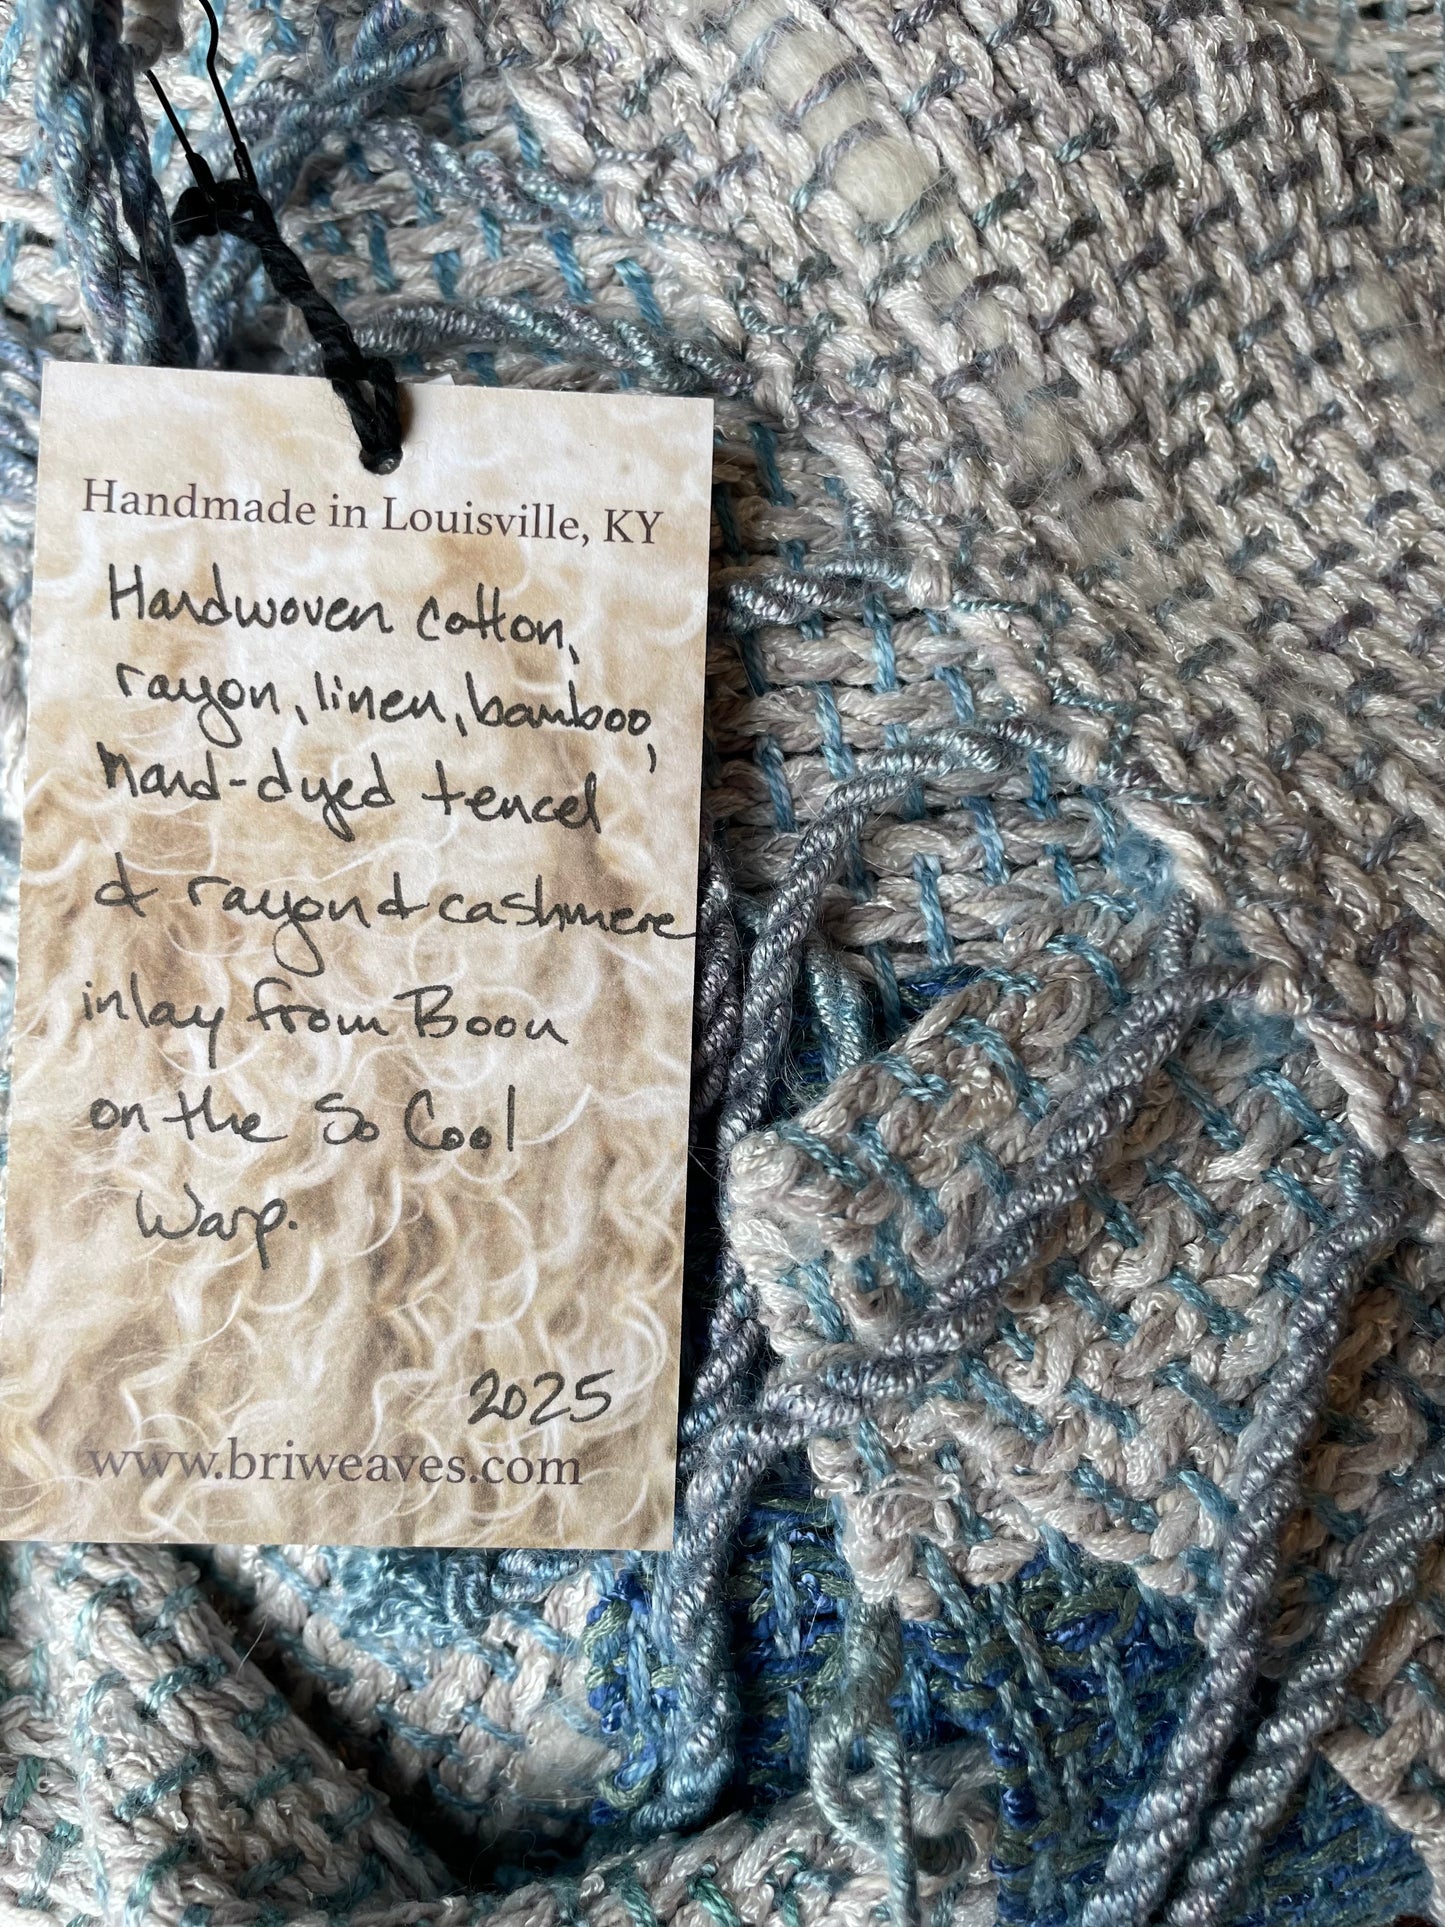 Handmade in Louisville, KY
Handwoven cotton,
rayon, linen, bamboo,
hand-dyed tencel
& rayon & cashmere
inlay from Boon
on the So Cool
Warp.
2025
www.briweaves.com